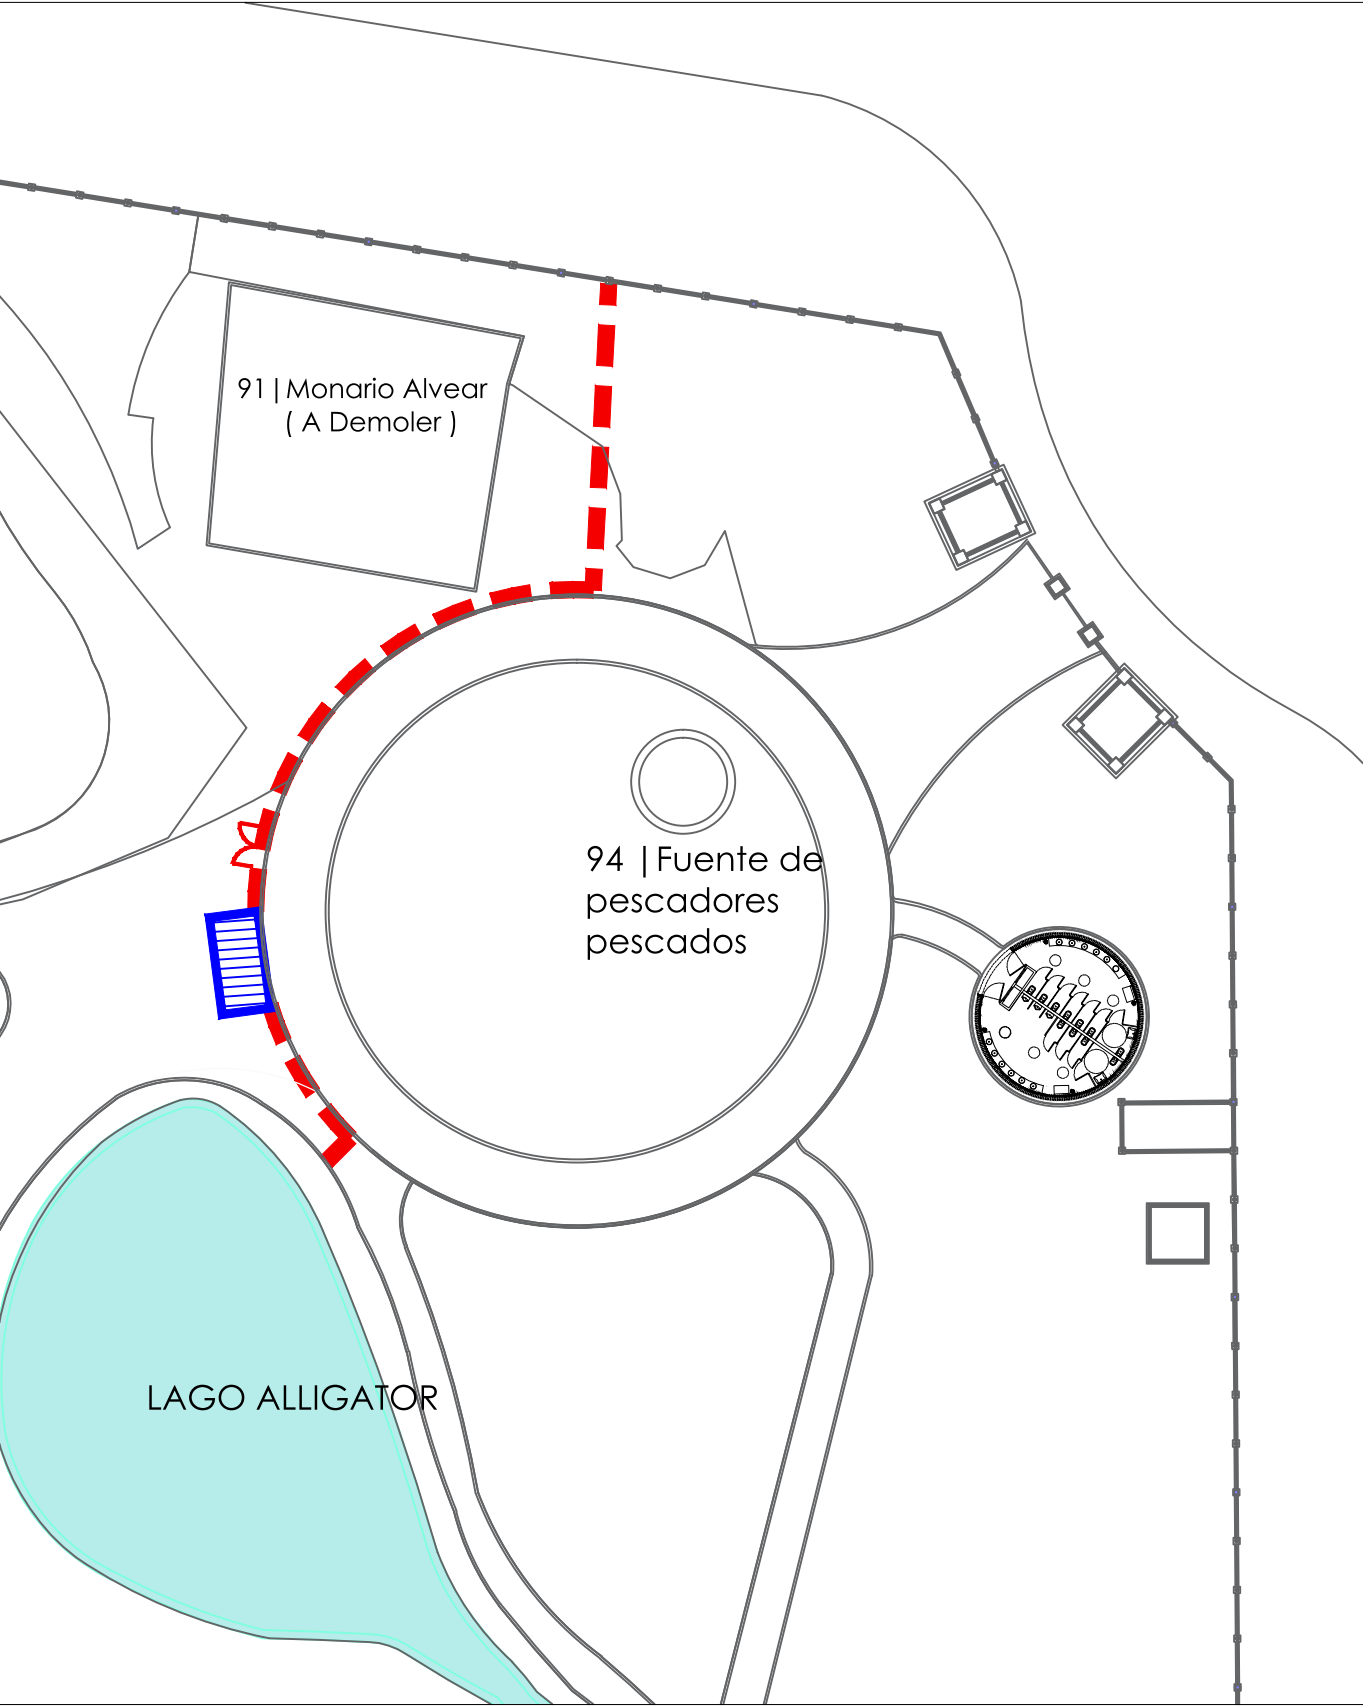 91|Monario Alvear
( A Demoler )
94 |Fuente de
pescadores
pescados
LAGO ALLIGATOR